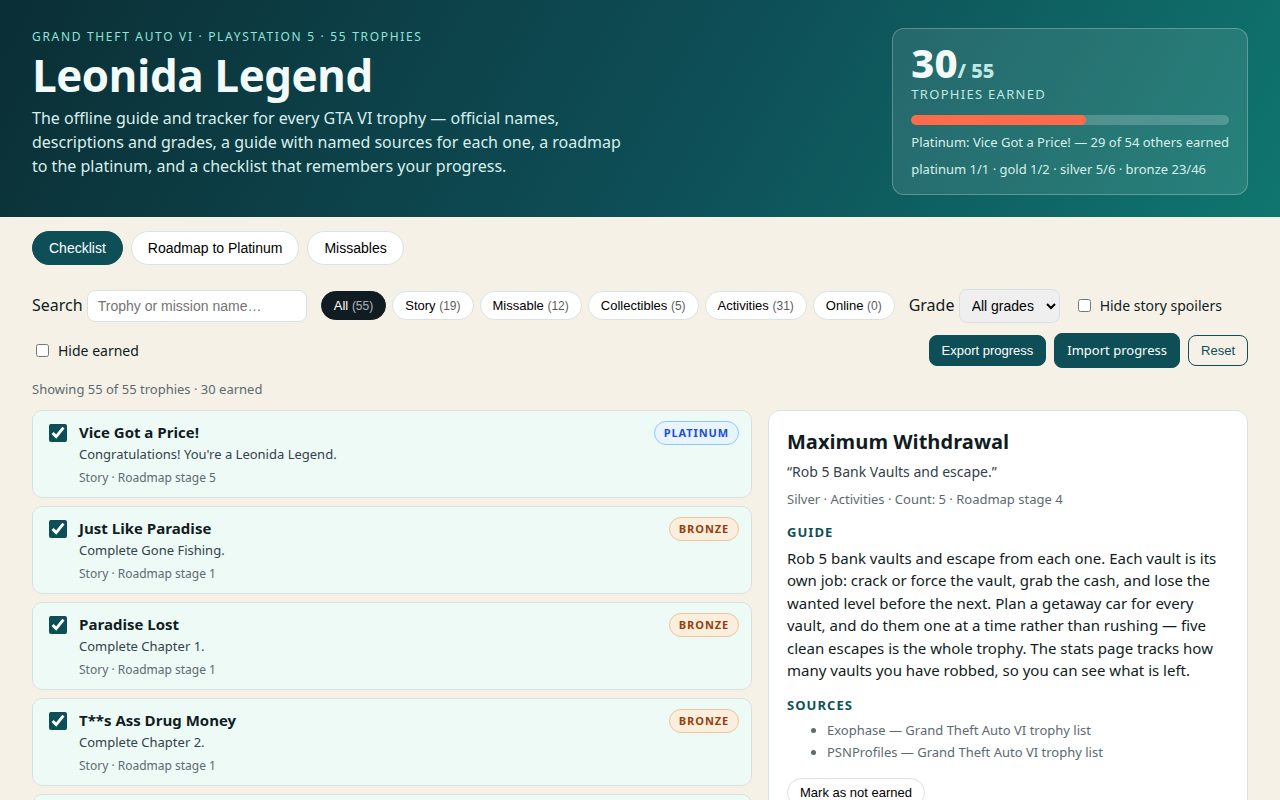 GRAND THEFT AUTO VI · PLAYSTATION 5 · 55 TROPHIES
Leonida Legend
The offline guide and tracker for every GTA VI trophy — official names,
descriptions and grades, a guide with named sources for each one, a roadmap
to the platinum, and a checklist that remembers your progress.
30/ 55
TROPHIES EARNED
Platinum: Vice Got a Price! — 29 of 54 others earned
platinum 1/1 · gold 1/2 · silver 5/6 · bronze 23/46
Checklist
Roadmap to Platinum
Missables
Search
Trophy or mission name…
All (55)
Story (19)
Missable (12)
Collectibles (5)
Activities (31)
Online (0)
Grade
All grades
Hide story spoilers
Hide earned
Export progress
Import progress
Reset
Showing 55 of 55 trophies · 30 earned
Vice Got a Price!
PLATINUM
Congratulations! You're a Leonida Legend.
Story · Roadmap stage 5
Just Like Paradise
BRONZE
Complete Gone Fishing.
Story · Roadmap stage 1
Paradise Lost
BRONZE
Complete Chapter 1.
Story · Roadmap stage 1
T**s Ass Drug Money
BRONZE
Complete Chapter 2.
Story · Roadmap stage 1
Maximum Withdrawal
“Rob 5 Bank Vaults and escape.”
Silver · Activities · Count: 5 · Roadmap stage 4
GUIDE
Rob 5 bank vaults and escape from each one. Each vault is its
own job: crack or force the vault, grab the cash, and lose the
wanted level before the next. Plan a getaway car for every
vault, and do them one at a time rather than rushing — five
clean escapes is the whole trophy. The stats page tracks how
many vaults you have robbed, so you can see what is left.
SOURCES
Exophase — Grand Theft Auto VI trophy list
PSNProfiles — Grand Theft Auto VI trophy list
Mark as not earned